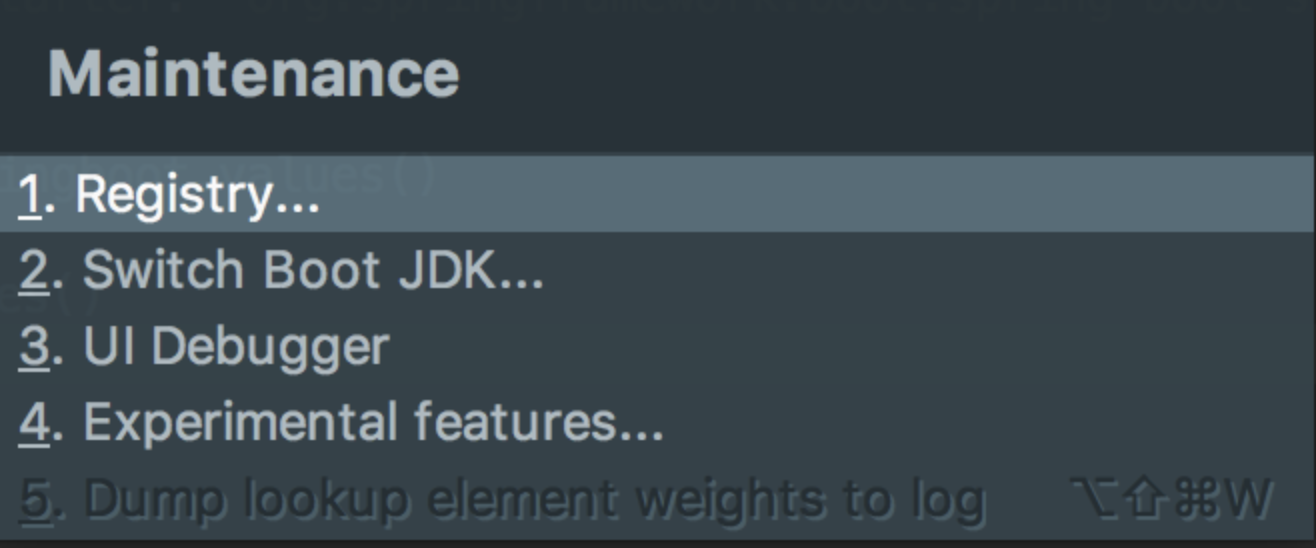 Maintenance
1. Registry...
2. Switch Boot JDK...
3. UI Debugger
4. Experimental features...
5. Dump lookup element weights to log ⌥⇧⌘W